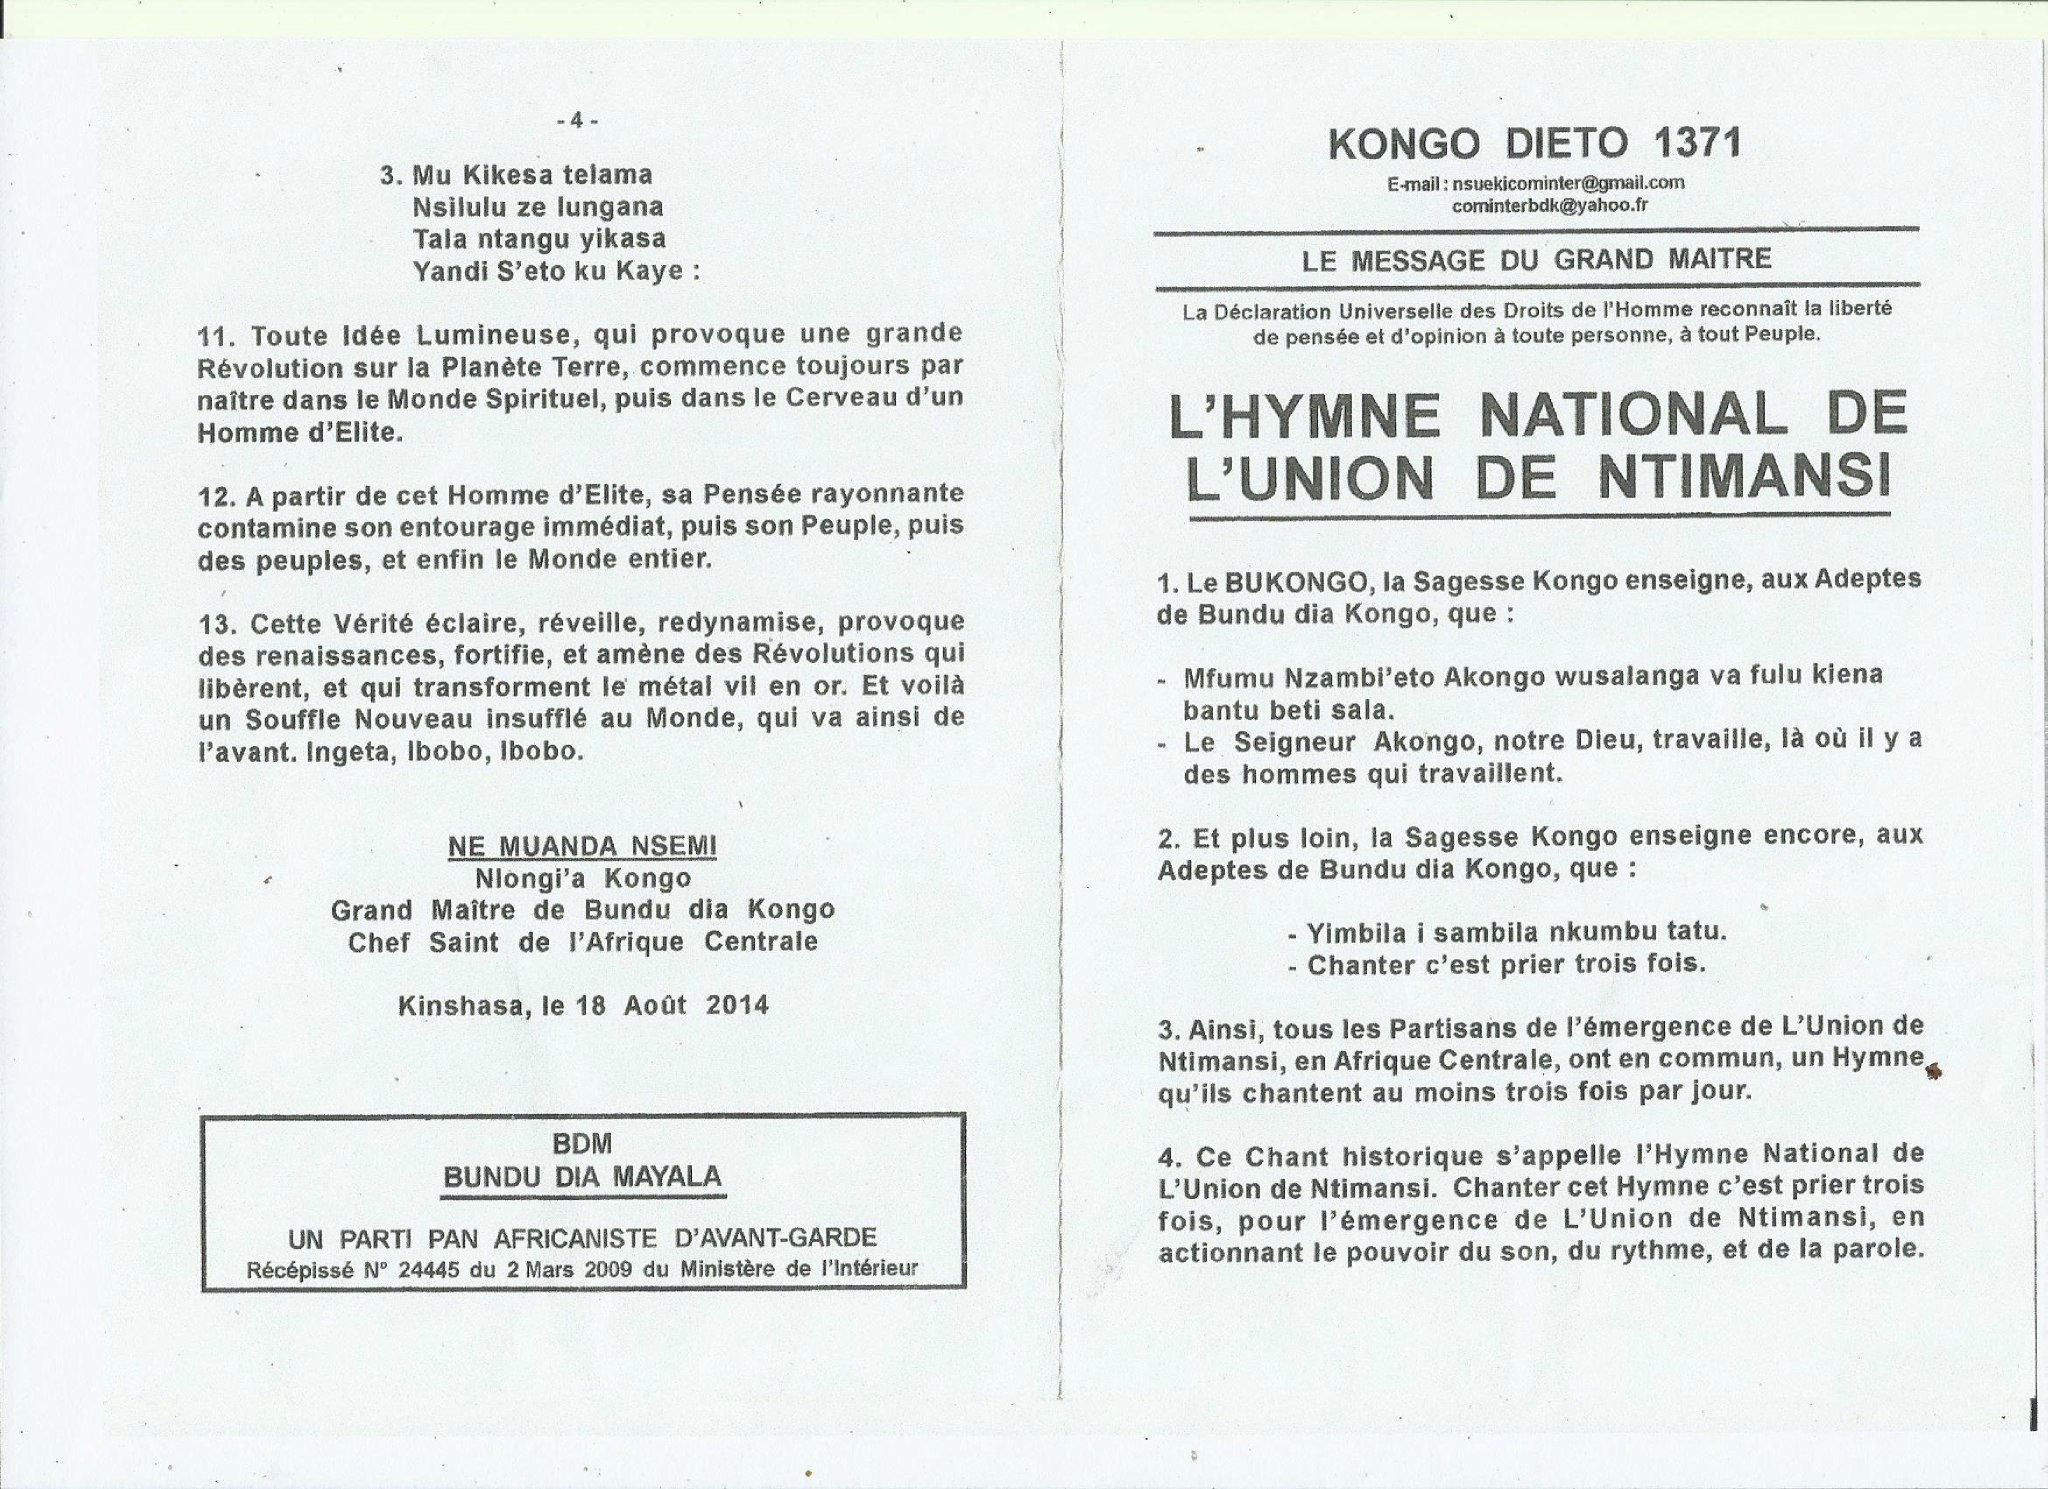 - 4 -
3. Mu Kikesa telama
Nsilulu ze lungana
Tala ntangu yikasa
Yandi S'eto ku Kaye :
11. Toute Idée Lumineuse, qui provoque une grande
Révolution sur la Planète Terre, commence toujours par
naître dans le Monde Spirituel, puis dans le Cerveau d'un
Homme d'Elite.
12. A partir de cet Homme d'Elite, sa Pensée rayonnante
contamine son entourage immédiat, puis son Peuple, puis
des peuples, et enfin le Monde entier.
13. Cette Vérité éclaire, réveille, redynamise, provoque
des renaissances, fortifie, et amène des Révolutions qui
libèrent, et qui transforment le métal vil en or. Et voilà
un Souffle Nouveau insufflé au Monde, qui va ainsi de
l'avant. Ingeta, Ibobo, Ibobo.
NE MUANDA NSEMI
Nlongi'a Kongo
Grand Maître de Bundu dia Kongo
Chef Saint de l'Afrique Centrale
Kinshasa, le 18 Août 2014
BDM
BUNDU DIA MAYALA
UN PARTI PAN AFRICANISTE D'AVANT-GARDE
Récépissé N° 24445 du 2 Mars 2009 du Ministère de l'Intérieur
KONGO DIETO 1371
E-mail : nsuekicominter@gmail.com
cominterbdk@yahoo.fr
LE MESSAGE DU GRAND MAITRE
La Déclaration Universelle des Droits de l'Homme reconnaît la liberté
de pensée et d'opinion à toute personne, à tout Peuple.
L'HYMNE NATIONAL DE
L'UNION DE NTIMANSI
1. Le BUKONGO, la Sagesse Kongo enseigne, aux Adeptes
de Bundu dia Kongo, que :
- Mfumu Nzambi'eto Akongo wusalanga va fulu kiena
bantu beti sala.
- Le Seigneur Akongo, notre Dieu, travaille, là où il y a
des hommes qui travaillent.
2. Et plus loin, la Sagesse Kongo enseigne encore, aux
Adeptes de Bundu dia Kongo, que :
- Yimbila i sambila nkumbu tatu.
- Chanter c'est prier trois fois.
3. Ainsi, tous les Partisans de l'émergence de L'Union de
Ntimansi, en Afrique Centrale, ont en commun, un Hymne
qu'ils chantent au moins trois fois par jour.
4. Ce Chant historique s'appelle l'Hymne National de
L'Union de Ntimansi. Chanter cet Hymne c'est prier trois
fois, pour l'émergence de L'Union de Ntimansi, en
actionnant le pouvoir du son, du rythme, et de la parole.